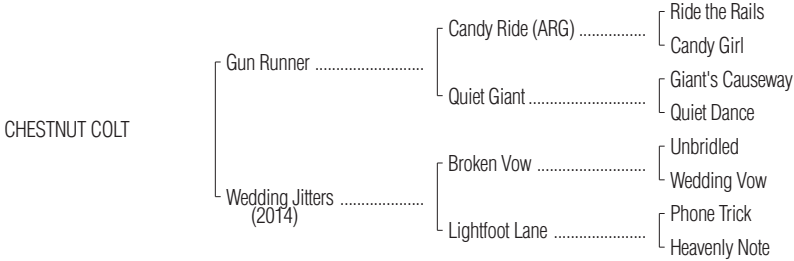 Ride the Rails
Candy Ride (ARG) ................
Candy Girl
Gun Runner ..........................
Giant's Causeway
Quiet Giant ............................
Quiet Dance
CHESTNUT COLT
Unbridled
Broken Vow ..........................
Wedding Vow
Wedding Jitters ....................
(2014)
Phone Trick
Lightfoot Lane ......................
Heavenly Note